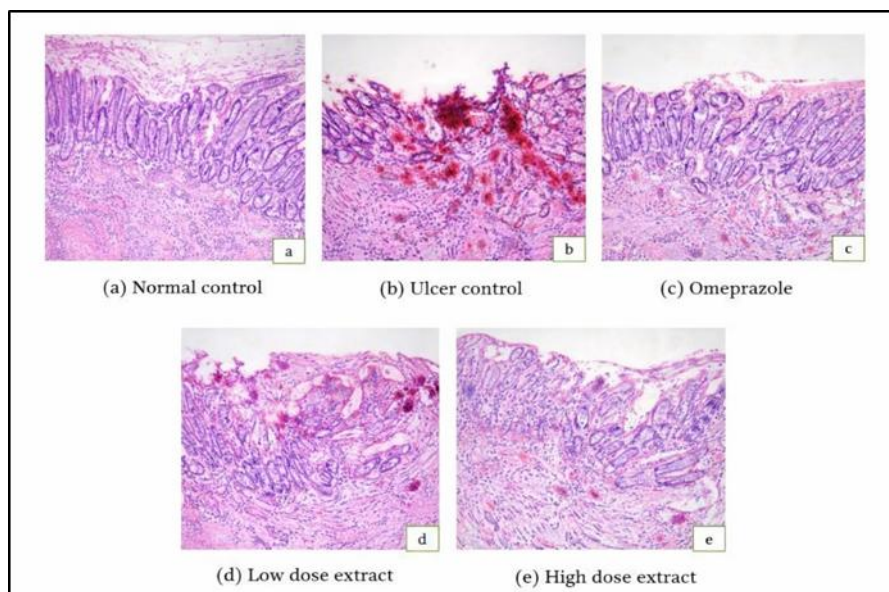 a
b
c
(a) Normal control
(b) Ulcer control
(c) Omeprazole
d
e
(d) Low dose extract
(e) High dose extract